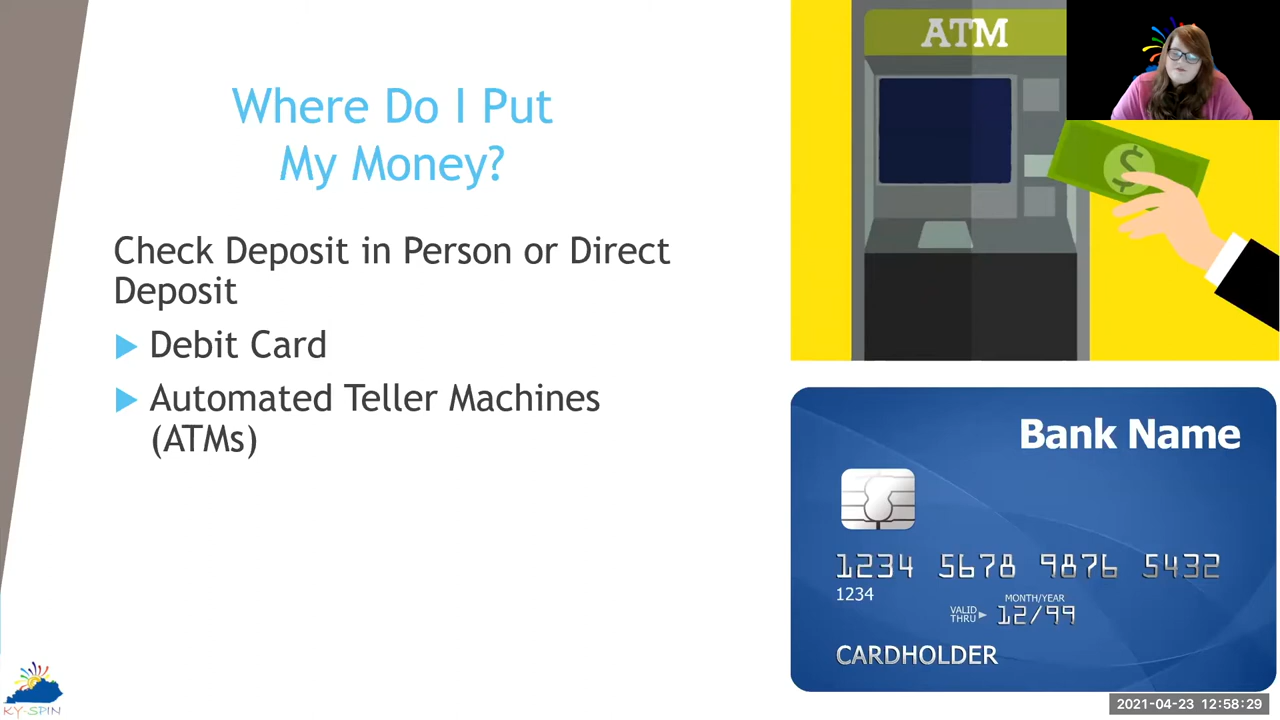 Where Do I Put
My Money?
Check Deposit in Person or Direct
Deposit
Debit Card
Automated Teller Machines
(ATMs)
ATM
$
Bank Name
1234 5678 9876 5432
1234
MONTH/YEAR
VALID
THRU
12/99
CARDHOLDER
KY-SPIN
2021-04-23 12:58:29